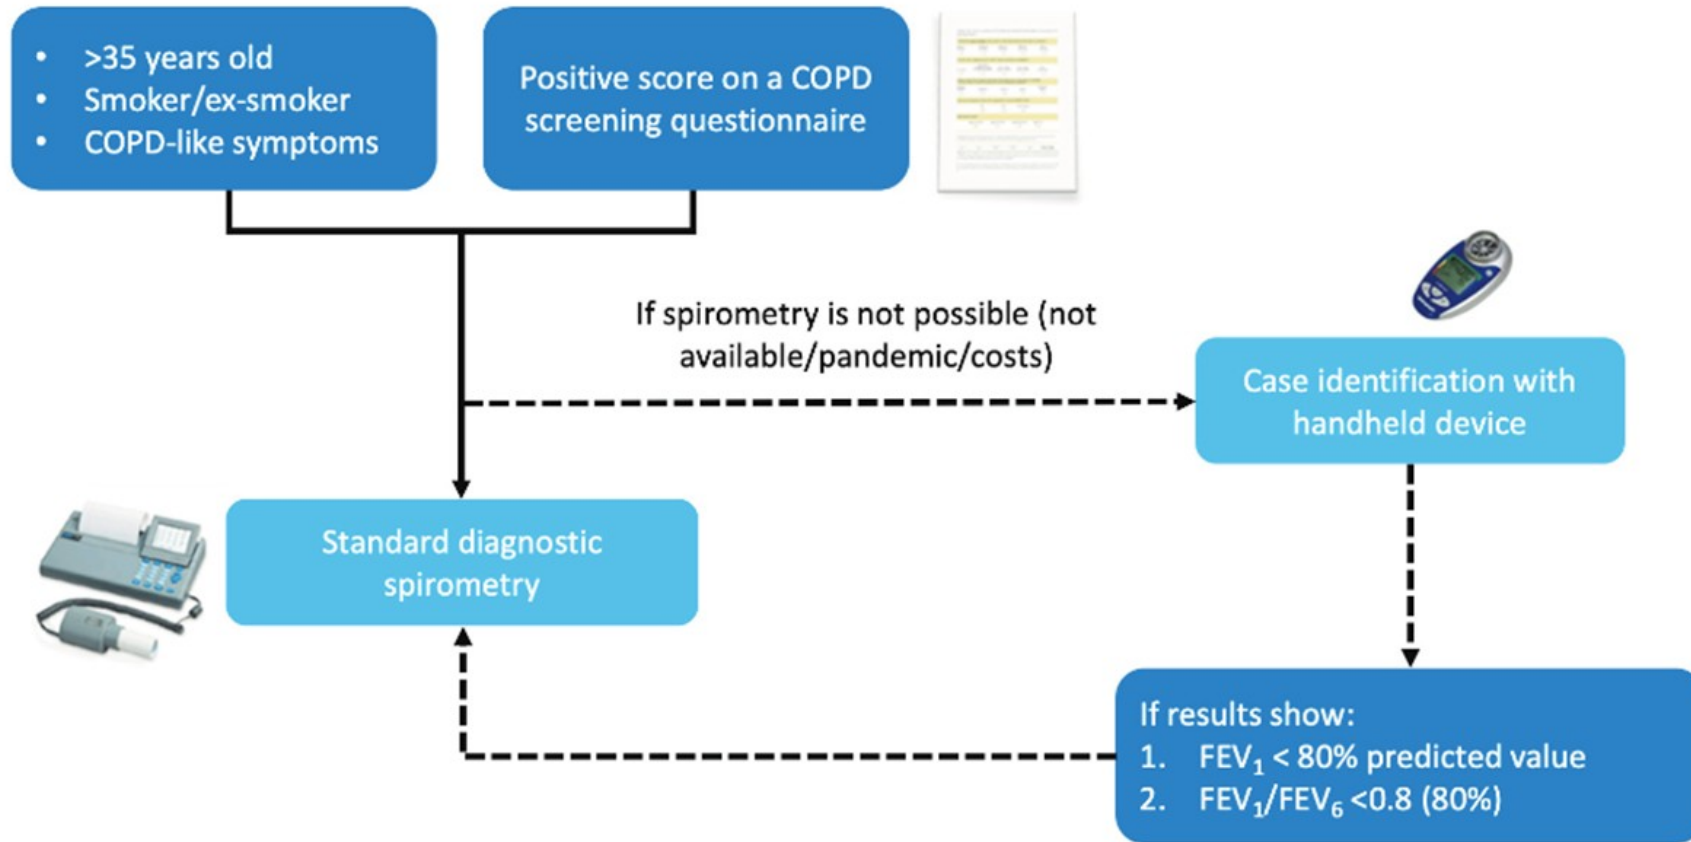 • >35 years old
• Smoker/ex-smoker
• COPD-like symptoms
Positive score on a COPD
screening questionnaire
If spirometry is not possible (not
available/pandemic/costs)
Case identification with
handheld device
Standard diagnostic
spirometry
If results show:
1. FEV₁ < 80% predicted value
2. FEV₁/FEV₆ <0.8 (80%)